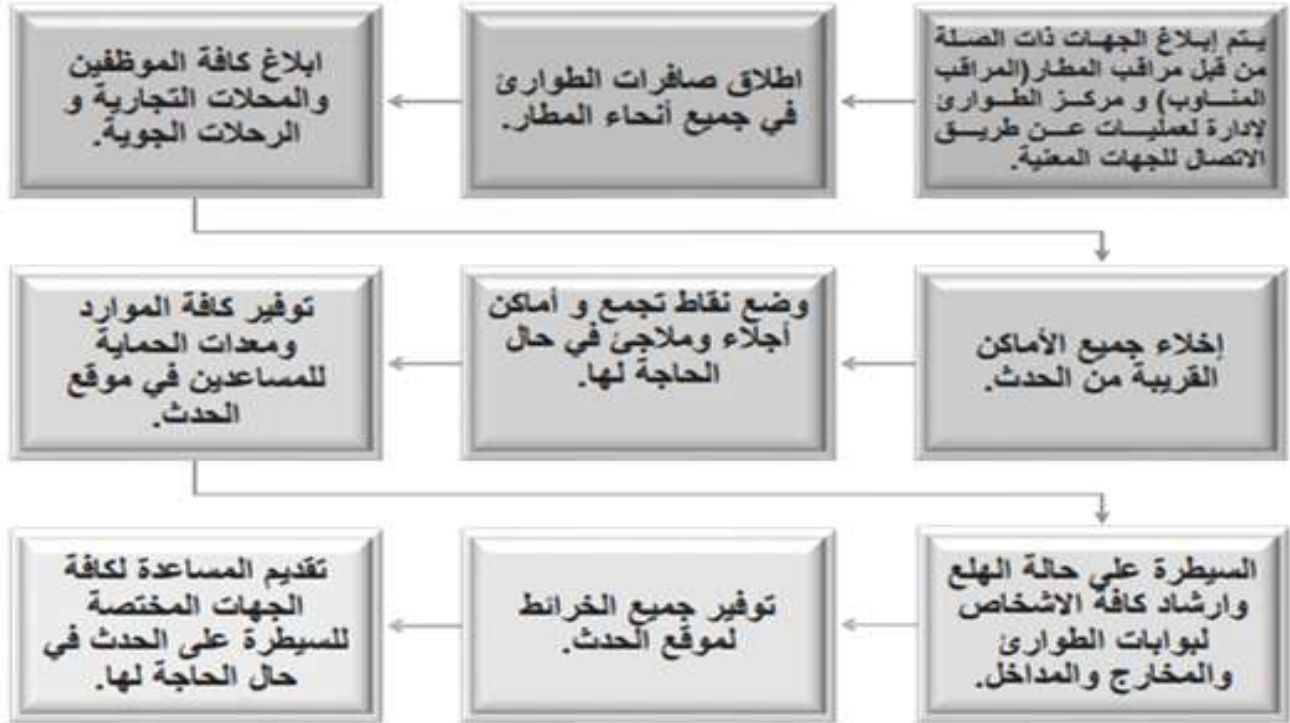 يتم إبلاغ الجهات ذات الصلة
من قبل مراقب المطار(المراقب
المناوب) و مركز الطوارئ
لإدارة لعمليات عن طريق
الاتصال للجهات المعنية.
اطلاق صافرات الطوارئ
في جميع أنحاء المطار.
ابلاغ كافة الموظفين
والمحلات التجارية و
الرحلات الجوية.
إخلاء جميع الأماكن
القريبة من الحدث.
وضع نقاط تجمع و أماكن
أجلاء وملاجئ في حال
الحاجة لها.
توفير كافة الموارد
ومعدات الحماية
للمساعدين في موقع
الحدث.
السيطرة على حالة الهلع
وارشاد كافة الاشخاص
لبوابات الطوارئ
والمخارج والمداخل.
توفير جميع الخرائط
لموقع الحدث.
تقديم المساعدة لكافة
الجهات المختصة
للسيطرة على الحدث في
حال الحاجة لها.